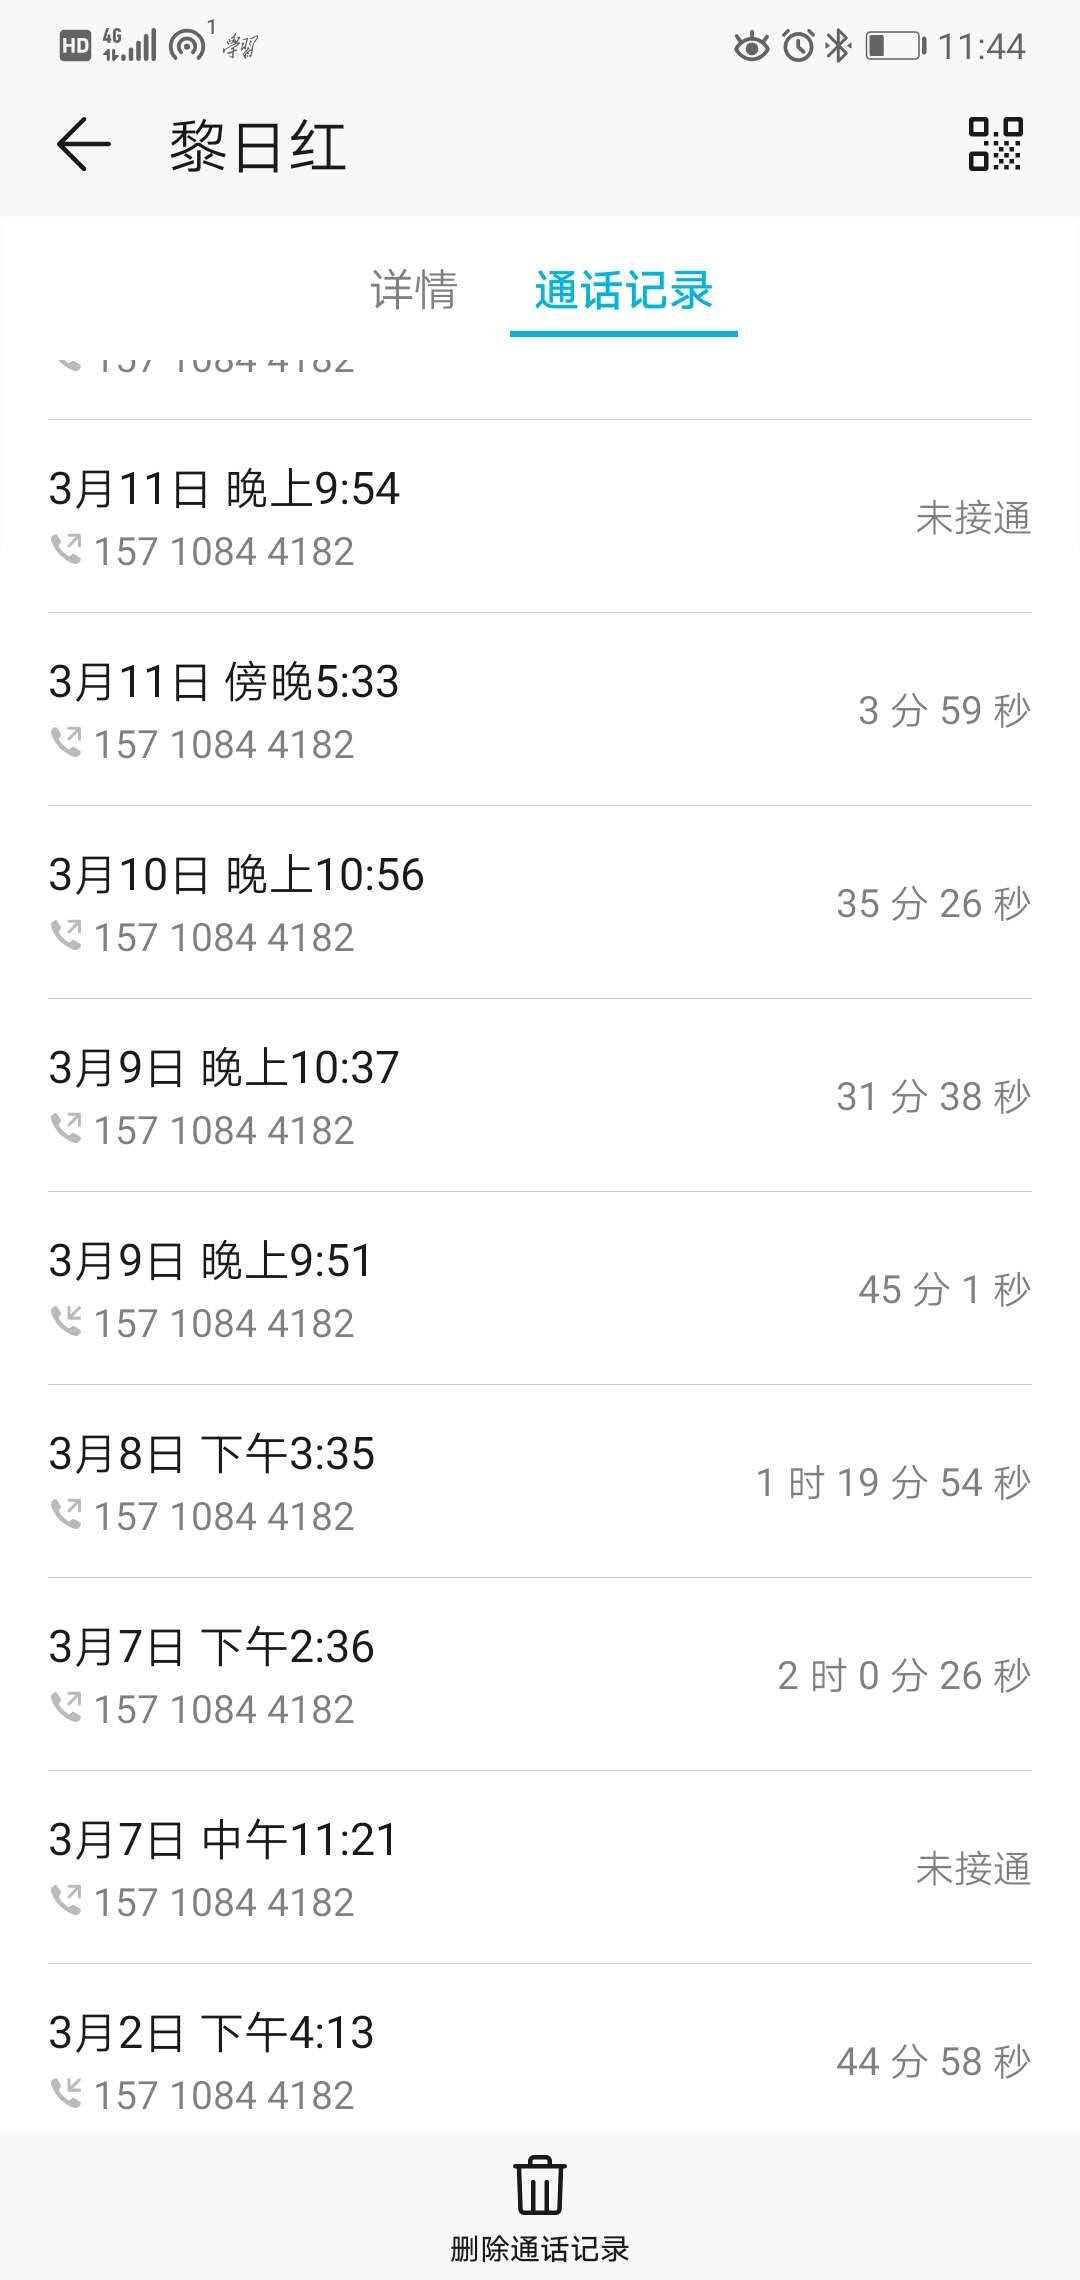 HD 4G 1 學習 11:44
黎日红
详情 通话记录
157 1084 4182
3月11日 晚上9:54
未接通
157 1084 4182
3月11日 傍晚5:33
3 分 59 秒
157 1084 4182
3月10日 晚上10:56
35 分 26 秒
157 1084 4182
3月9日 晚上10:37
31 分 38 秒
157 1084 4182
3月9日 晚上9:51
45 分 1 秒
157 1084 4182
3月8日 下午3:35
1 时 19 分 54 秒
157 1084 4182
3月7日 下午2:36
2 时 0 分 26 秒
157 1084 4182
3月7日 中午11:21
未接通
157 1084 4182
3月2日 下午4:13
44 分 58 秒
157 1084 4182
删除通话记录